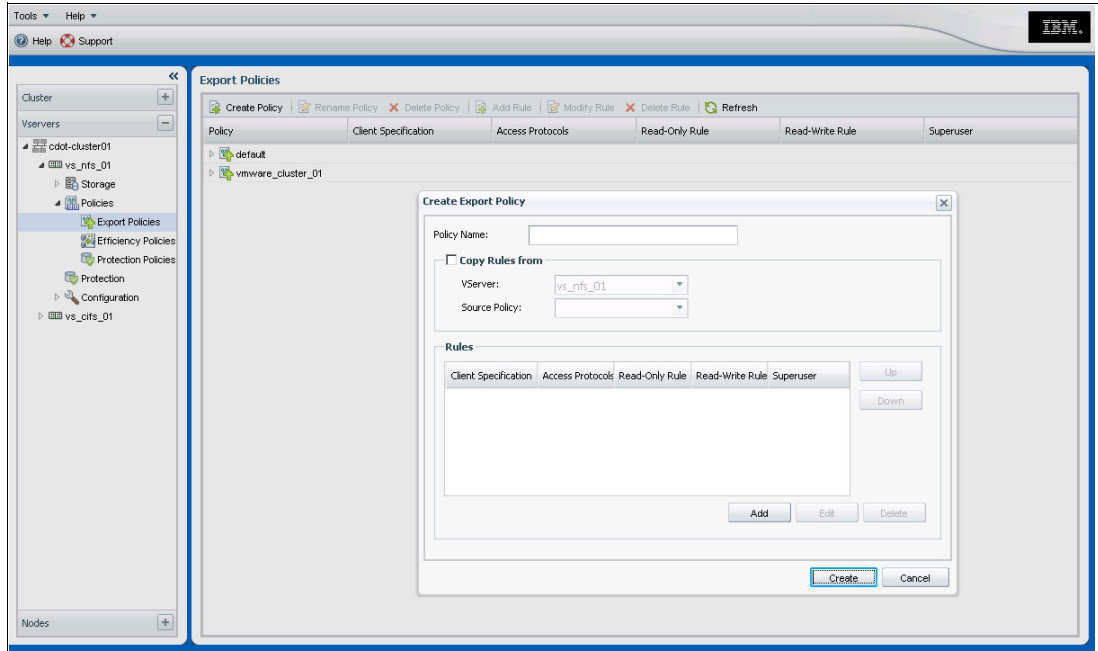 Tools Help
IBM.
Help Support
Cluster
Vservers
cdot-cluster01
vs_nfs_01
Storage
Policies
Export Policies
Efficiency Policies
Protection Policies
Protection
Configuration
vs_cifs_01
Nodes
Export Policies
Create Policy Rename Policy Delete Policy Add Rule Modify Rule Delete Rule Refresh
Policy Client Specification Access Protocols Read-Only Rule Read-Write Rule Superuser
default
vmware_cluster_01
Create Export Policy
Policy Name:
Copy Rules from
VServer: vs_nfs_01
Source Policy:
Rules
Client Specification Access Protocols Read-Only Rule Read-Write Rule Superuser
Up
Down
Add Edit Delete
Create Cancel